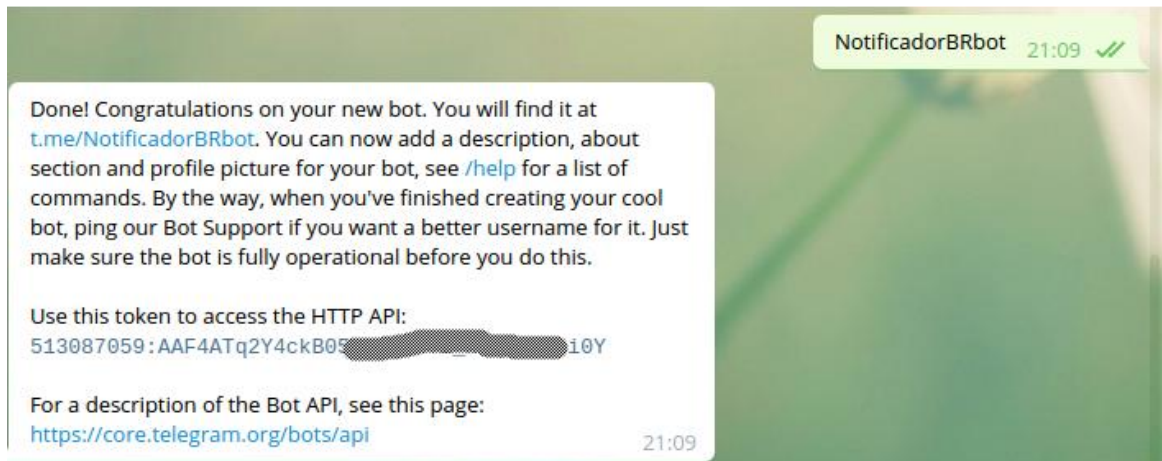 NotificadorBRbot 21:09
Done! Congratulations on your new bot. You will find it at
t.me/NotificadorBRbot. You can now add a description, about
section and profile picture for your bot, see /help for a list of
commands. By the way, when you've finished creating your cool
bot, ping our Bot Support if you want a better username for it. Just
make sure the bot is fully operational before you do this.
Use this token to access the HTTP API:
513087059:AAF4ATq2Y4ckB05 i0Y
For a description of the Bot API, see this page:
https://core.telegram.org/bots/api 21:09